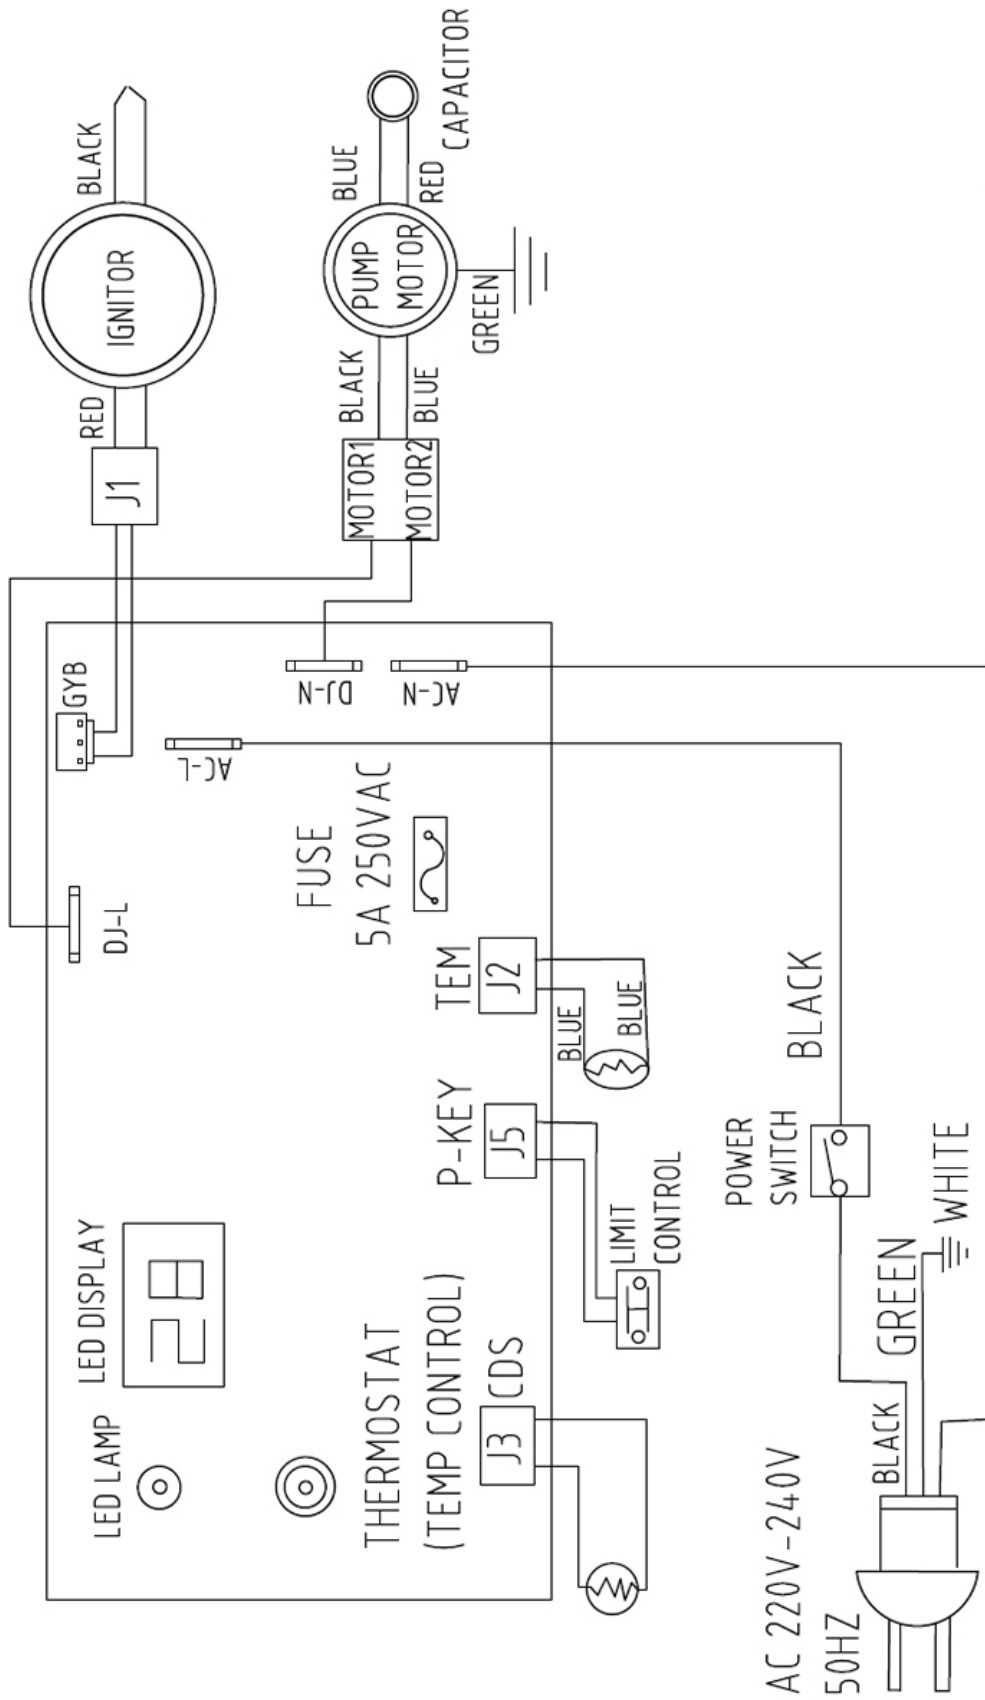 LED LAMP
LED DISPLAY
DJ-L
GYB
J1
RED
IGNITOR
BLACK
THERMOSTAT
(TEMP CONTROL)
FUSE
5A 250VAC
AC-L
DJ-N
AC-N
MOTOR1
MOTOR2
BLACK
BLUE
PUMP
MOTOR
BLUE
RED
CAPACITOR
GREEN
J3
CDS
P-KEY
J5
TEM
J2
LIMIT
CONTROL
BLUE
BLUE
AC 220V-240V
50HZ
BLACK
GREEN
WHITE
POWER
SWITCH
BLACK